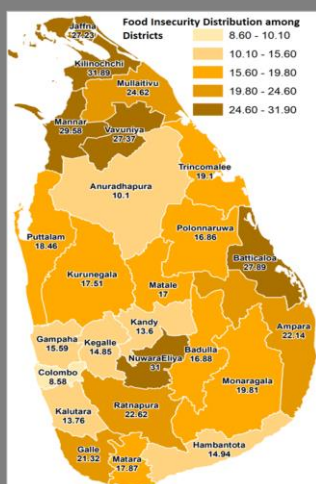 Food Insecurity Distribution among
Districts
8.60 - 10.10
10.10 - 15.60
15.60 - 19.80
19.80 - 24.60
24.60 - 31.90
Jaffna
27.23
Kilinochchi
31.89
Mullaitivu
24.62
Mannar
29.58
Vavuniya
27.37
Trincomalee
19.1
Anuradhapura
10.1
Puttalam
18.46
Polonnaruwa
16.86
Batticaloa
27.89
Kurunegala
17.51
Matale
17
Kandy
13.6
Ampara
22.14
Gampaha
15.59
Kegalle
14.85
NuwaraEliya
31
Badulla
16.88
Colombo
8.58
Monaragala
19.81
Kalutara
13.76
Ratnapura
22.62
Hambantota
14.94
Galle
21.32
Matara
17.87